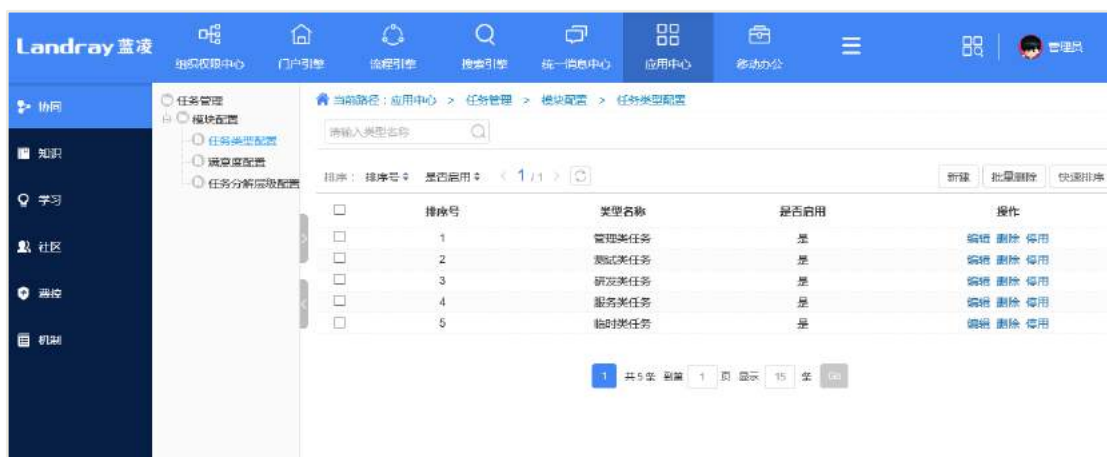 Landray 蓝凌
组织权限中心 门户引擎 流程引擎 搜索引擎 统一信息中心 应用中心 移动办公
管理员
协同
知识
学习
社区
监控
机制
任务管理
模块配置
任务类型配置
满意度配置
任务分解层级配置
当前路径：应用中心 > 任务管理 > 模块配置 > 任务类型配置
请输入类型名称
排序： 排序号 是否启用 < 1 / 1 >
新建 批量删除 快速排序
排序号 类型名称 是否启用 操作
1 管理类任务 是 编辑 删除 停用
2 测试类任务 是 编辑 删除 停用
3 研发类任务 是 编辑 删除 停用
4 服务类任务 是 编辑 删除 停用
5 临时类任务 是 编辑 删除 停用
1 共5条 到第 1 页 显示 15 条 Go